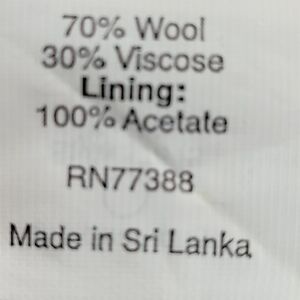 70% Wool
30% Viscose
Lining:
100% Acetate
RN77388
Made in Sri Lanka